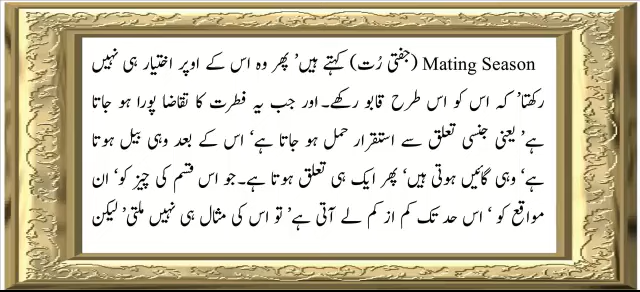 Mating Season (جفتی رُت) کہتے ہیں’ پھر وہ اس کے اوپر اختیار ہی نہیں
رکھتا’ کہ اس کو اس طرح قابو رکھے۔اور جب یہ فطرت کا تقاضا پورا ہو جاتا
ہے’ یعنی جنسی تعلق سے استقرار حمل ہو جاتا ہے‘ اس کے بعد وہی بیل ہوتا
ہے‘ وہی گائیں ہوتی ہیں‘ پھر ایک ہی تعلق ہوتا ہے۔جو اس قسم کی چیز کو‘ ان
مواقع کو ‘ اس حد تک کم از کم لے آتی ہے’ تو اس کی مثال ہی نہیں ملتی’ لیکن